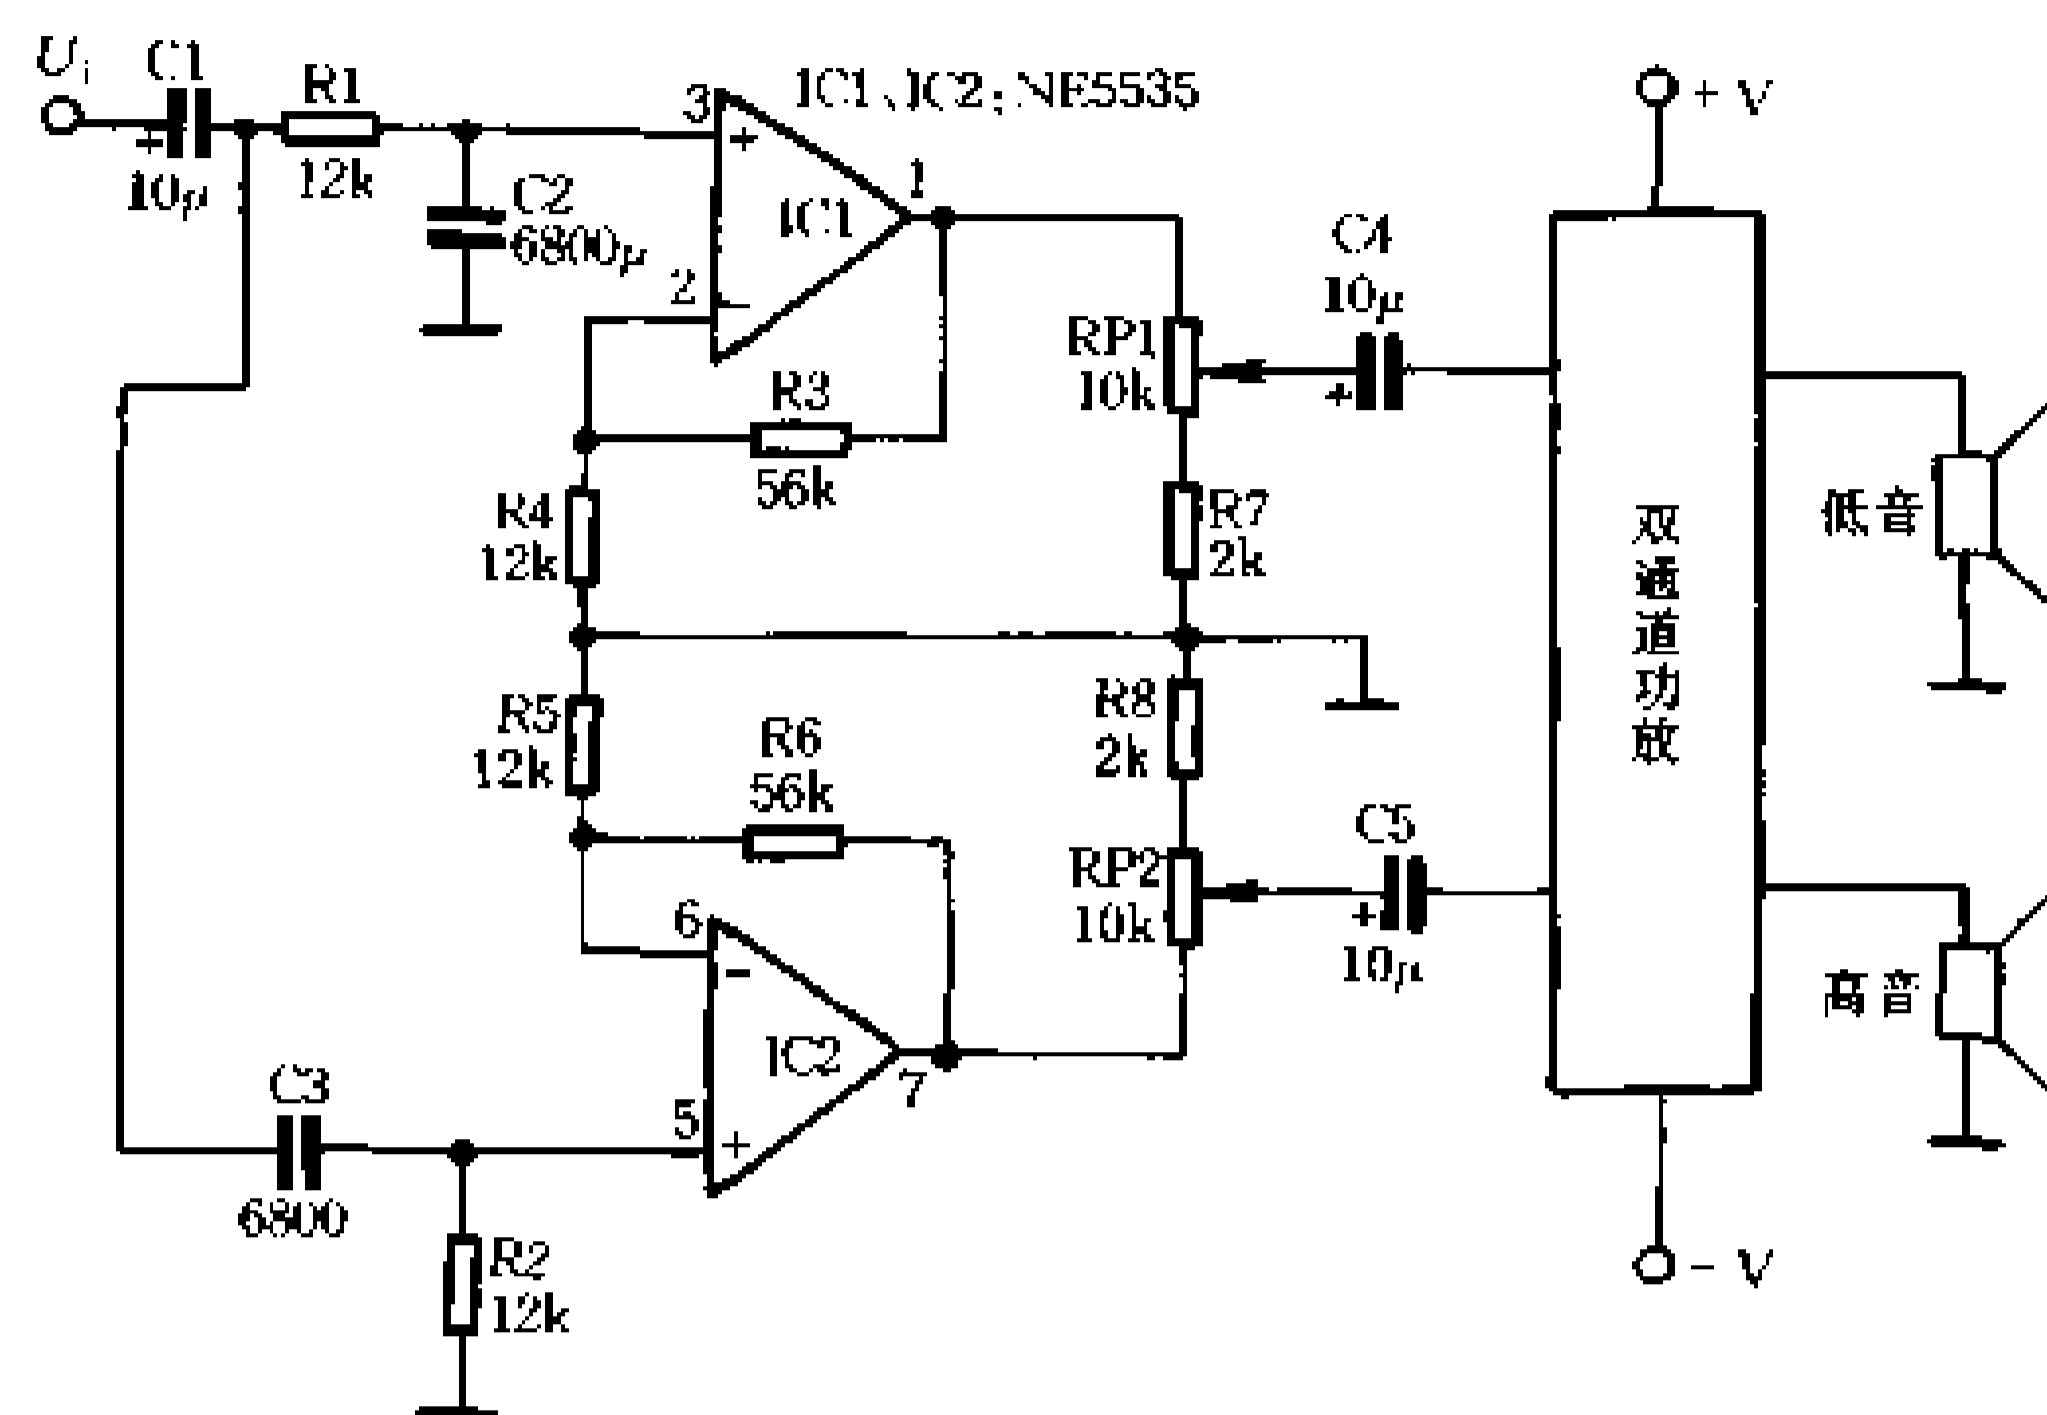 Ui
C1
10μ
R1
12k
C2
6800μ
3
+
2
−
IC1
1
IC1、IC2:NE5535
R3
56k
R4
12k
R5
12k
R6
56k
6
−
5
+
IC2
7
C3
6800
R2
12k
RP1
10k
R7
2k
R8
2k
RP2
10k
C4
10μ
+
C5
+
10μ
+V
双通道功放
−V
低音
高音